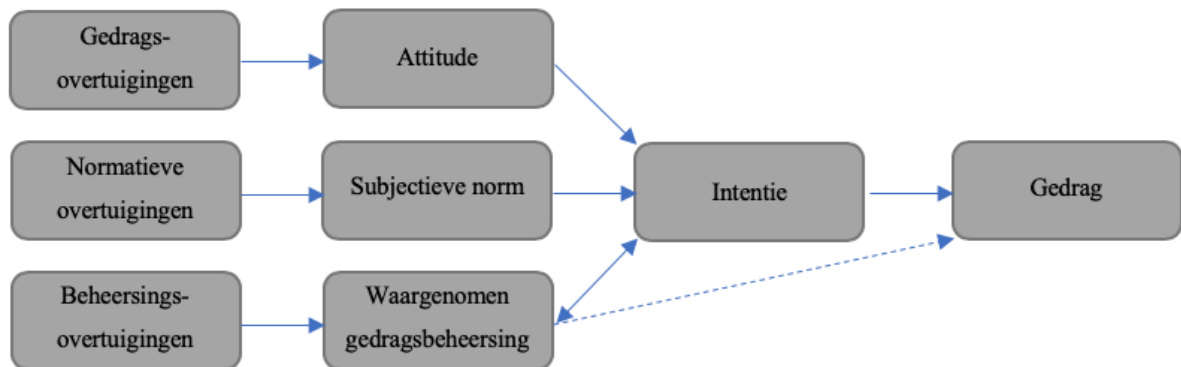 Gedrags-
overtuigingen
Attitude
Normatieve
overtuigingen
Subjectieve norm
Intentie
Gedrag
Beheersings-
overtuigingen
Waargenomen
gedragsbeheersing